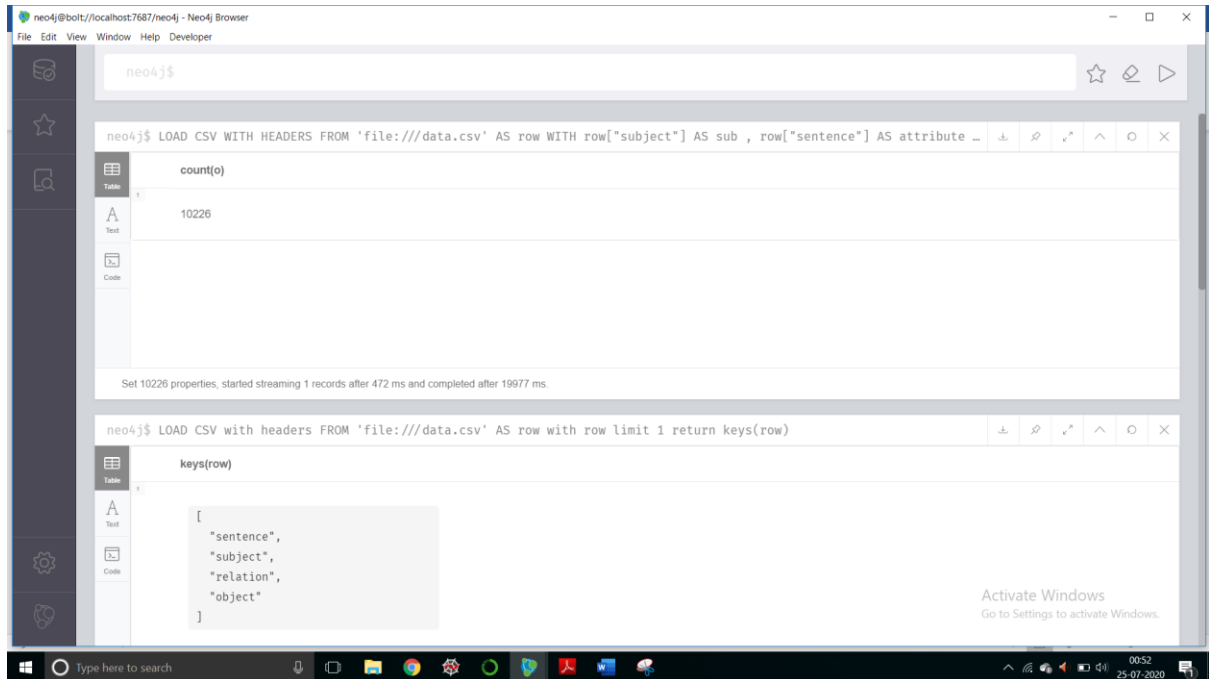 neo4j@bolt://localhost:7687/neo4j - Neo4j Browser
File Edit View Window Help Developer
neo4j$
neo4j$ LOAD CSV WITH HEADERS FROM 'file:///data.csv' AS row WITH row["subject"] AS sub , row["sentence"] AS attribute …
Table
count(o)
1
10226
Text
Code
Set 10226 properties, started streaming 1 records after 472 ms and completed after 19977 ms.
neo4j$ LOAD CSV with headers FROM 'file:///data.csv' AS row with row limit 1 return keys(row)
Table
keys(row)
1
Text
Code
[
"sentence",
"subject",
"relation",
"object"
]
Activate Windows
Go to Settings to activate Windows.
Type here to search
00:52
25-07-2020